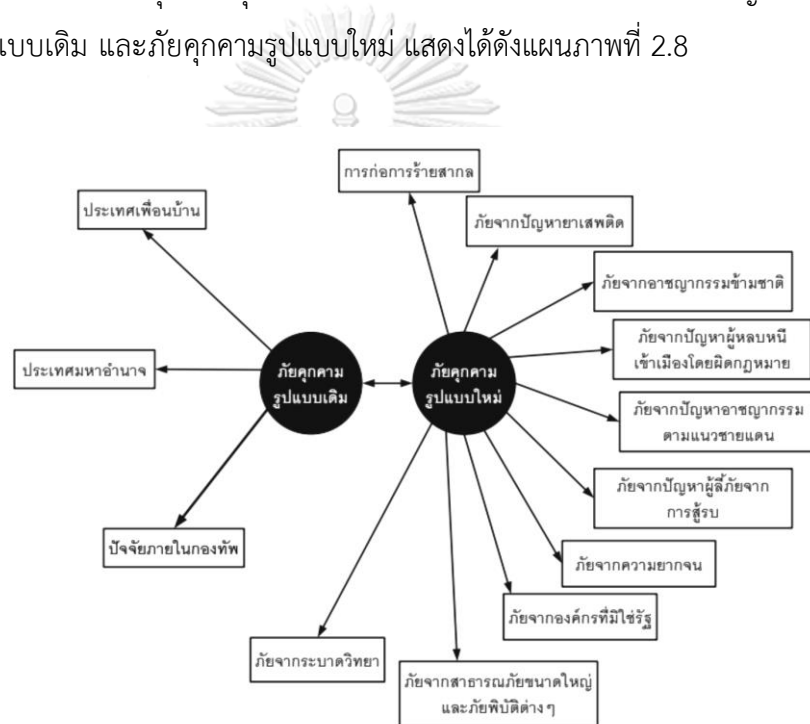 แบบเดิม และภัยคุกคามรูปแบบใหม่ แสดงได้ดังแผนภาพที่ 2.8
การก่อการร้ายสากล
ประเทศเพื่อนบ้าน
ภัยจากปัญหายาเสพติด
ภัยจากอาชญากรรมข้ามชาติ
ภัยจากปัญหาผู้หลบหนี
เข้าเมืองโดยผิดกฎหมาย
ประเทศมหาอำนาจ
ภัยคุกคาม
รูปแบบเดิม
ภัยคุกคาม
รูปแบบใหม่
ภัยจากปัญหาอาชญากรรม
ตามแนวชายแดน
ภัยจากปัญหาผู้ลี้ภัยจาก
การสู้รบ
ปัจจัยภายในกองทัพ
ภัยจากความยากจน
ภัยจากองค์กรที่มิใช่รัฐ
ภัยจากระบาดวิทยา
ภัยจากสาธารณภัยขนาดใหญ่
และภัยพิบัติต่างๆ